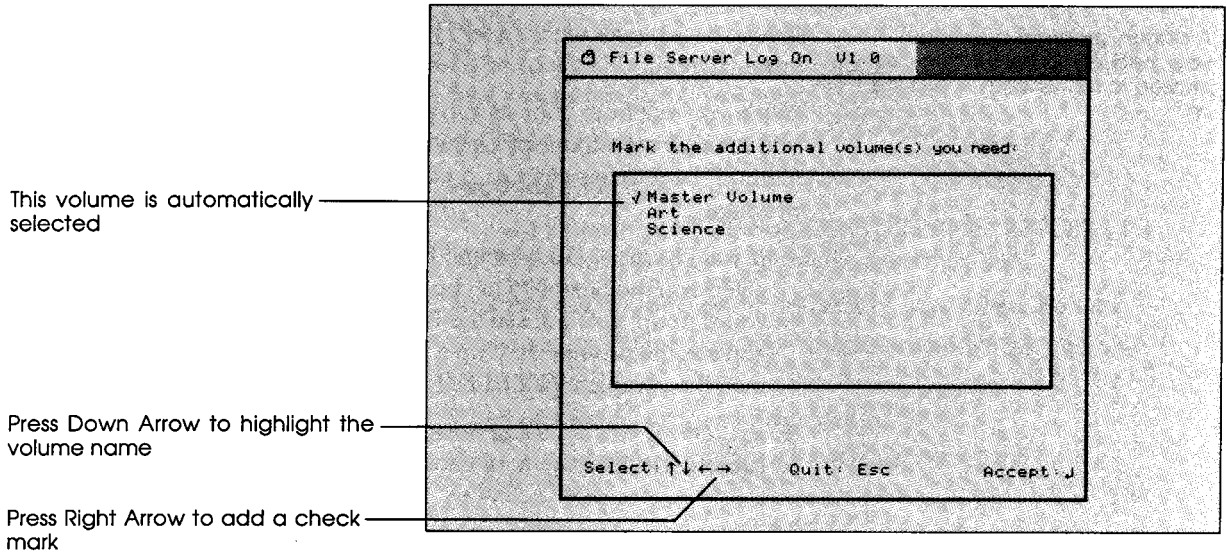 File Server Log On V1.0
Mark the additional volume(s) you need:
This volume is automatically
selected
√ Master Volume
Art
Science
Press Down Arrow to highlight the
volume name
Select: ↑ ↓ ← → Quit: Esc Accept: ↲
Press Right Arrow to add a check
mark